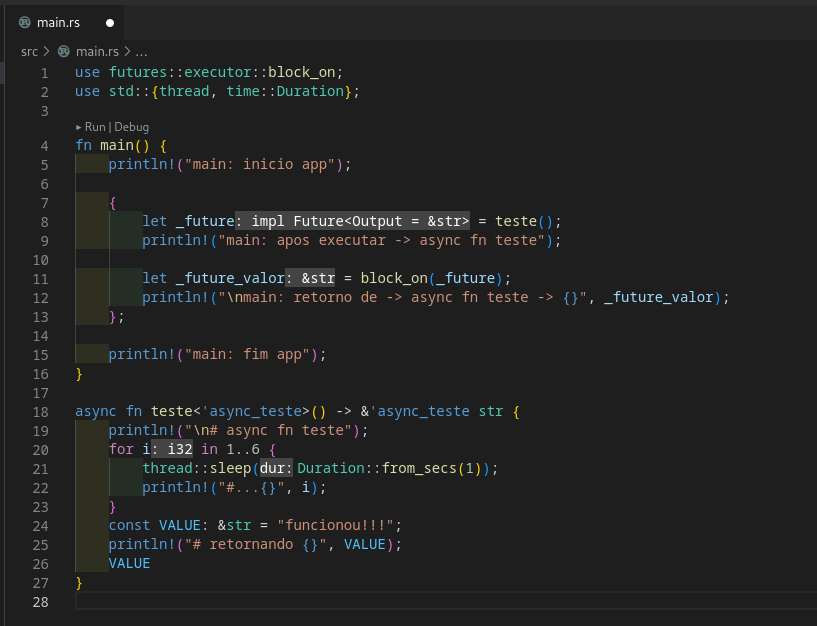 main.rs
src > main.rs > ...
1 use futures::executor::block_on;
2 use std::{thread, time::Duration};
3
▸ Run | Debug
4 fn main() {
5     println!("main: inicio app");
6
7     {
8         let _future: impl Future<Output = &str> = teste();
9         println!("main: apos executar -> async fn teste");
10
11         let _future_valor: &str = block_on(_future);
12         println!("\nmain: retorno de -> async fn teste -> {}", _future_valor);
13     };
14
15     println!("main: fim app");
16 }
17
18 async fn teste<'async_teste>() -> &'async_teste str {
19     println!("\n# async fn teste");
20     for i: i32 in 1..6 {
21         thread::sleep(dur: Duration::from_secs(1));
22         println!("#...{}", i);
23     }
24     const VALUE: &str = "funcionou!!!";
25     println!("# retornando {}", VALUE);
26     VALUE
27 }
28